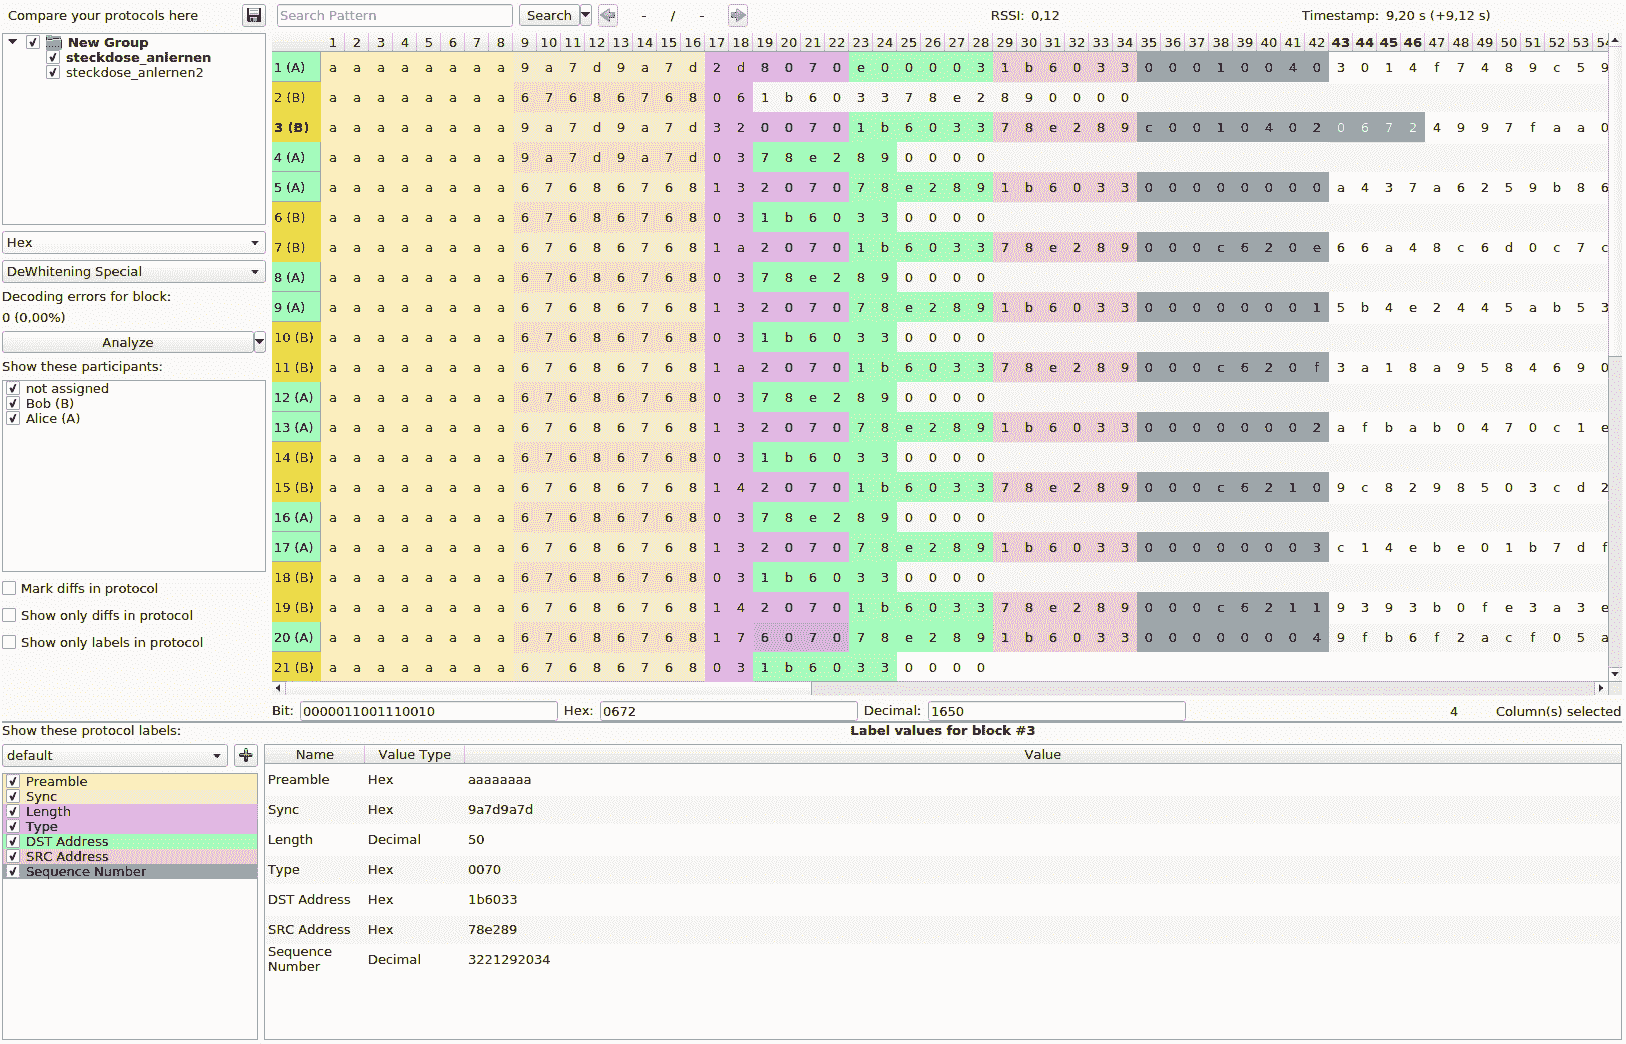 Compare your protocols here
Search Pattern
Search
- / -
RSSI: 0,12
Timestamp: 9,20 s (+9,12 s)
New Group
steckdose_anlernen
steckdose_anlernen2
Hex
DeWhitening Special
Decoding errors for block:
0 (0,00%)
Analyze
Show these participants:
not assigned
Bob (B)
Alice (A)
Mark diffs in protocol
Show only diffs in protocol
Show only labels in protocol
1 2 3 4 5 6 7 8 9 10 11 12 13 14 15 16 17 18 19 20 21 22 23 24 25 26 27 28 29 30 31 32 33 34 35 36 37 38 39 40 41 42 43 44 45 46 47 48 49 50 51 52 53
1 (A) a a a a a a a a 9 a 7 d 9 a 7 d 2 d 8 0 7 0 e 0 0 0 0 3 1 b 6 0 3 3 0 0 0 1 0 0 4 0 3 0 1 4 f 7 4 8 9 c 5 9
2 (B) a a a a a a a a 6 7 6 8 6 7 6 8 0 6 1 b 6 0 3 3 7 8 e 2 8 9 0 0 0 0
3 (B) a a a a a a a a 9 a 7 d 9 a 7 d 3 2 0 0 7 0 1 b 6 0 3 3 7 8 e 2 8 9 c 0 0 1 0 4 0 2 0 6 7 2 4 9 9 7 f a a 0
4 (A) a a a a a a a a 9 a 7 d 9 a 7 d 0 3 7 8 e 2 8 9 0 0 0 0
5 (A) a a a a a a a a 6 7 6 8 6 7 6 8 1 3 2 0 7 0 7 8 e 2 8 9 1 b 6 0 3 3 0 0 0 0 0 0 0 0 a 4 3 7 a 6 2 5 9 b 8 6
6 (B) a a a a a a a a 6 7 6 8 6 7 6 8 0 3 1 b 6 0 3 3 0 0 0 0
7 (B) a a a a a a a a 6 7 6 8 6 7 6 8 1 a 2 0 7 0 1 b 6 0 3 3 7 8 e 2 8 9 0 0 0 c 6 2 0 e 6 6 a 4 8 c 6 d 0 c 7 c
8 (A) a a a a a a a a 6 7 6 8 6 7 6 8 0 3 7 8 e 2 8 9 0 0 0 0
9 (A) a a a a a a a a 6 7 6 8 6 7 6 8 1 3 2 0 7 0 7 8 e 2 8 9 1 b 6 0 3 3 0 0 0 0 0 0 0 1 5 b 4 e 2 4 4 5 a b 5 3
10 (B) a a a a a a a a 6 7 6 8 6 7 6 8 0 3 1 b 6 0 3 3 0 0 0 0
11 (B) a a a a a a a a 6 7 6 8 6 7 6 8 1 a 2 0 7 0 1 b 6 0 3 3 7 8 e 2 8 9 0 0 0 c 6 2 0 f 3 a 1 8 a 9 5 8 4 6 9 0
12 (A) a a a a a a a a 6 7 6 8 6 7 6 8 0 3 7 8 e 2 8 9 0 0 0 0
13 (A) a a a a a a a a 6 7 6 8 6 7 6 8 1 3 2 0 7 0 7 8 e 2 8 9 1 b 6 0 3 3 0 0 0 0 0 0 0 2 a f b a b 0 4 7 0 c 1 e
14 (B) a a a a a a a a 6 7 6 8 6 7 6 8 0 3 1 b 6 0 3 3 0 0 0 0
15 (B) a a a a a a a a 6 7 6 8 6 7 6 8 1 4 2 0 7 0 1 b 6 0 3 3 7 8 e 2 8 9 0 0 0 c 6 2 1 0 9 c 8 2 9 8 5 0 3 c d 2
16 (A) a a a a a a a a 6 7 6 8 6 7 6 8 0 3 7 8 e 2 8 9 0 0 0 0
17 (A) a a a a a a a a 6 7 6 8 6 7 6 8 1 3 2 0 7 0 7 8 e 2 8 9 1 b 6 0 3 3 0 0 0 0 0 0 0 3 c 1 4 e b e 0 1 b 7 d f
18 (B) a a a a a a a a 6 7 6 8 6 7 6 8 0 3 1 b 6 0 3 3 0 0 0 0
19 (B) a a a a a a a a 6 7 6 8 6 7 6 8 1 4 2 0 7 0 1 b 6 0 3 3 7 8 e 2 8 9 0 0 0 c 6 2 1 1 9 3 9 3 b 0 f e 3 a 3 e
20 (A) a a a a a a a a 6 7 6 8 6 7 6 8 1 7 6 0 7 0 7 8 e 2 8 9 1 b 6 0 3 3 0 0 0 0 0 0 0 4 9 f b 6 f 2 a c f 0 5 a
21 (B) a a a a a a a a 6 7 6 8 6 7 6 8 0 3 1 b 6 0 3 3 0 0 0 0
Bit: 0000011001110010 Hex: 0672 Decimal: 1650 4 Column(s) selected
Show these protocol labels:
default
Preamble
Sync
Length
Type
DST Address
SRC Address
Sequence Number
Label values for block #3
Name Value Type Value
Preamble Hex aaaaaaaa
Sync Hex 9a7d9a7d
Length Decimal 50
Type Hex 0070
DST Address Hex 1b6033
SRC Address Hex 78e289
Sequence
Number Decimal 3221292034